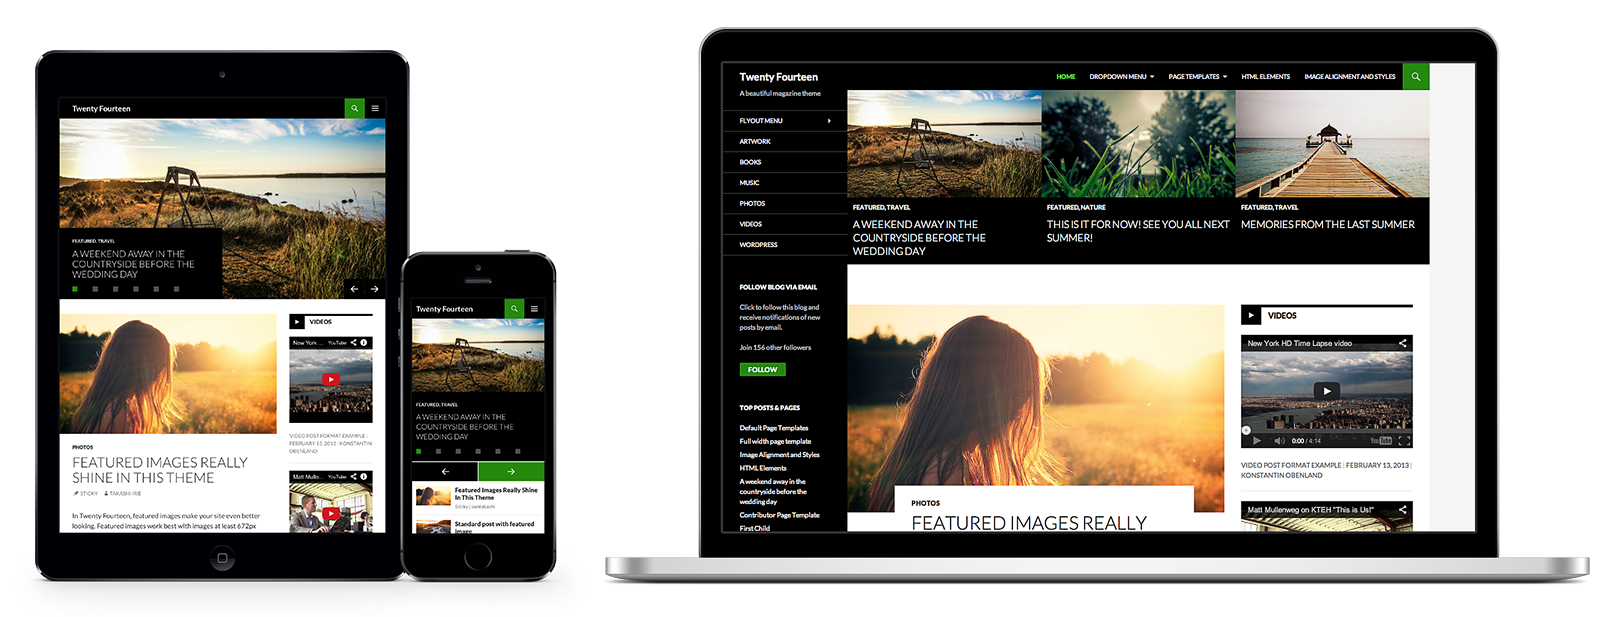 Twenty Fourteen
FEATURED, TRAVEL
A WEEKEND AWAY IN THE
COUNTRYSIDE BEFORE THE
WEDDING DAY
VIDEOS
New York ... YouTube
VIDEO POST FORMAT EXAMPLE |
FEBRUARY 13, 2013 | KONSTANTIN
OBENLAND
Matt Mullen... YouTube
PHOTOS
FEATURED IMAGES REALLY
SHINE IN THIS THEME
STICKY TAKASHI IRIE
In Twenty Fourteen, featured images make your site even better
looking. Featured images work best with images at least 672px
Twenty Fourteen
FEATURED, TRAVEL
A WEEKEND AWAY IN THE
COUNTRYSIDE BEFORE THE
WEDDING DAY
Featured Images Really Shine
In This Theme
Sticky | iamtakashi
Standard post with featured
image
Twenty Fourteen
A beautiful magazine theme
HOME DROPDOWN MENU PAGE TEMPLATES HTML ELEMENTS IMAGE ALIGNMENT AND STYLES
FLYOUT MENU
ARTWORK
BOOKS
MUSIC
PHOTOS
VIDEOS
WORDPRESS
FOLLOW BLOG VIA EMAIL
Click to follow this blog and
receive notifications of new
posts by email.
Join 156 other followers
FOLLOW
TOP POSTS & PAGES
Default Page Templates
Full width page template
Image Alignment and Styles
HTML Elements
A weekend away in the
countryside before the
wedding day
Contributor Page Template
First Child
FEATURED, TRAVEL
A WEEKEND AWAY IN THE
COUNTRYSIDE BEFORE THE
WEDDING DAY
FEATURED, NATURE
THIS IS IT FOR NOW! SEE YOU ALL NEXT
SUMMER!
FEATURED, TRAVEL
MEMORIES FROM THE LAST SUMMER
PHOTOS
FEATURED IMAGES REALLY
VIDEOS
New York HD Time Lapse video
0:00 / 4:14 YouTube
VIDEO POST FORMAT EXAMPLE | FEBRUARY 13, 2013 |
KONSTANTIN OBENLAND
Matt Mullenweg on KTEH "This is Us!"